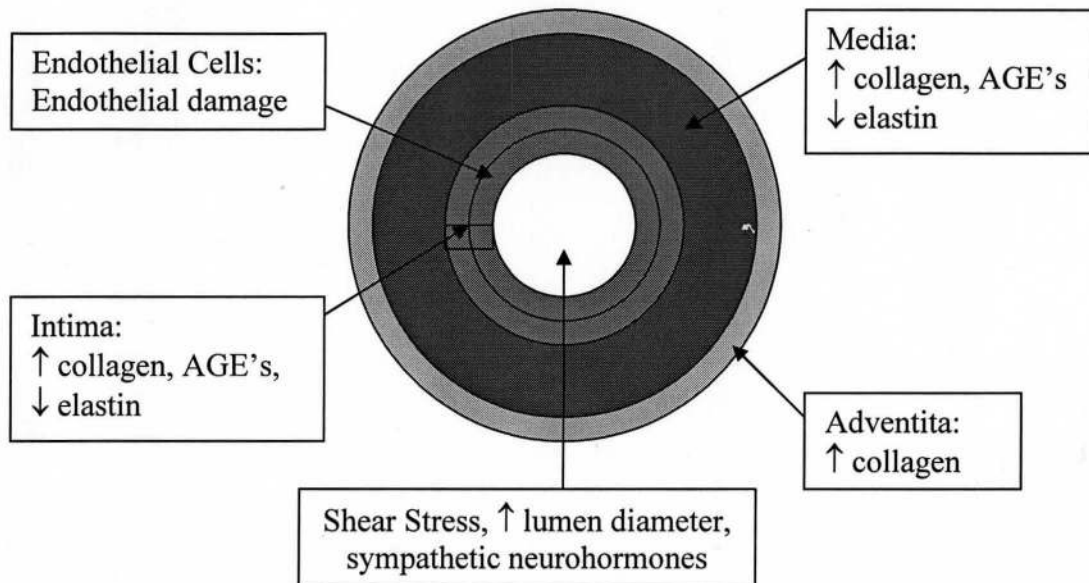 Endothelial Cells:
Endothelial damage
Media:
↑ collagen, AGE’s
↓ elastin
Intima:
↑ collagen, AGE’s,
↓ elastin
Adventita:
↑ collagen
Shear Stress, ↑ lumen diameter,
sympathetic neurohormones